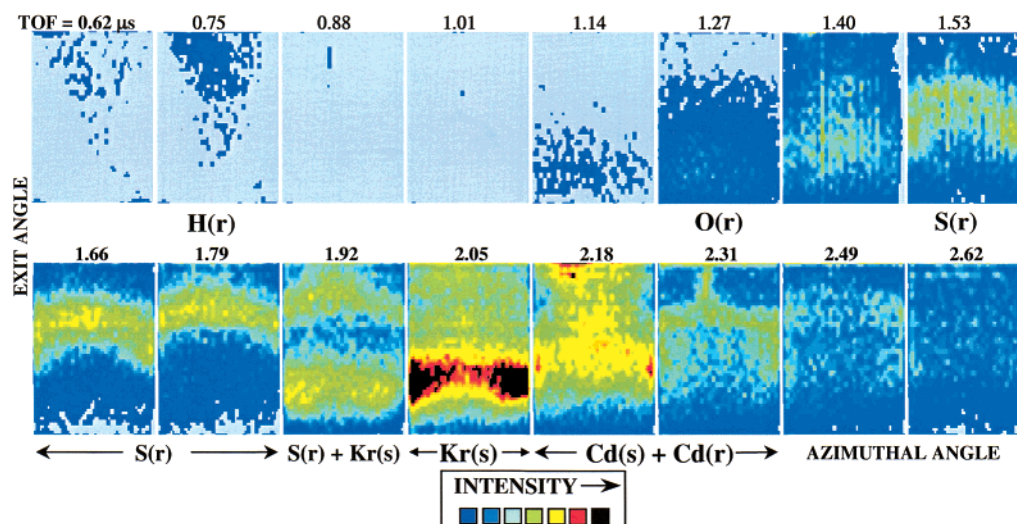 TOF = 0.62 μs 0.75 0.88 1.01 1.14 1.27 1.40 1.53
H(r) O(r) S(r)
EXIT ANGLE
1.66 1.79 1.92 2.05 2.18 2.31 2.49 2.62
← S(r) → S(r) + Kr(s) ← Kr(s) → ← Cd(s) + Cd(r) → AZIMUTHAL ANGLE
INTENSITY →